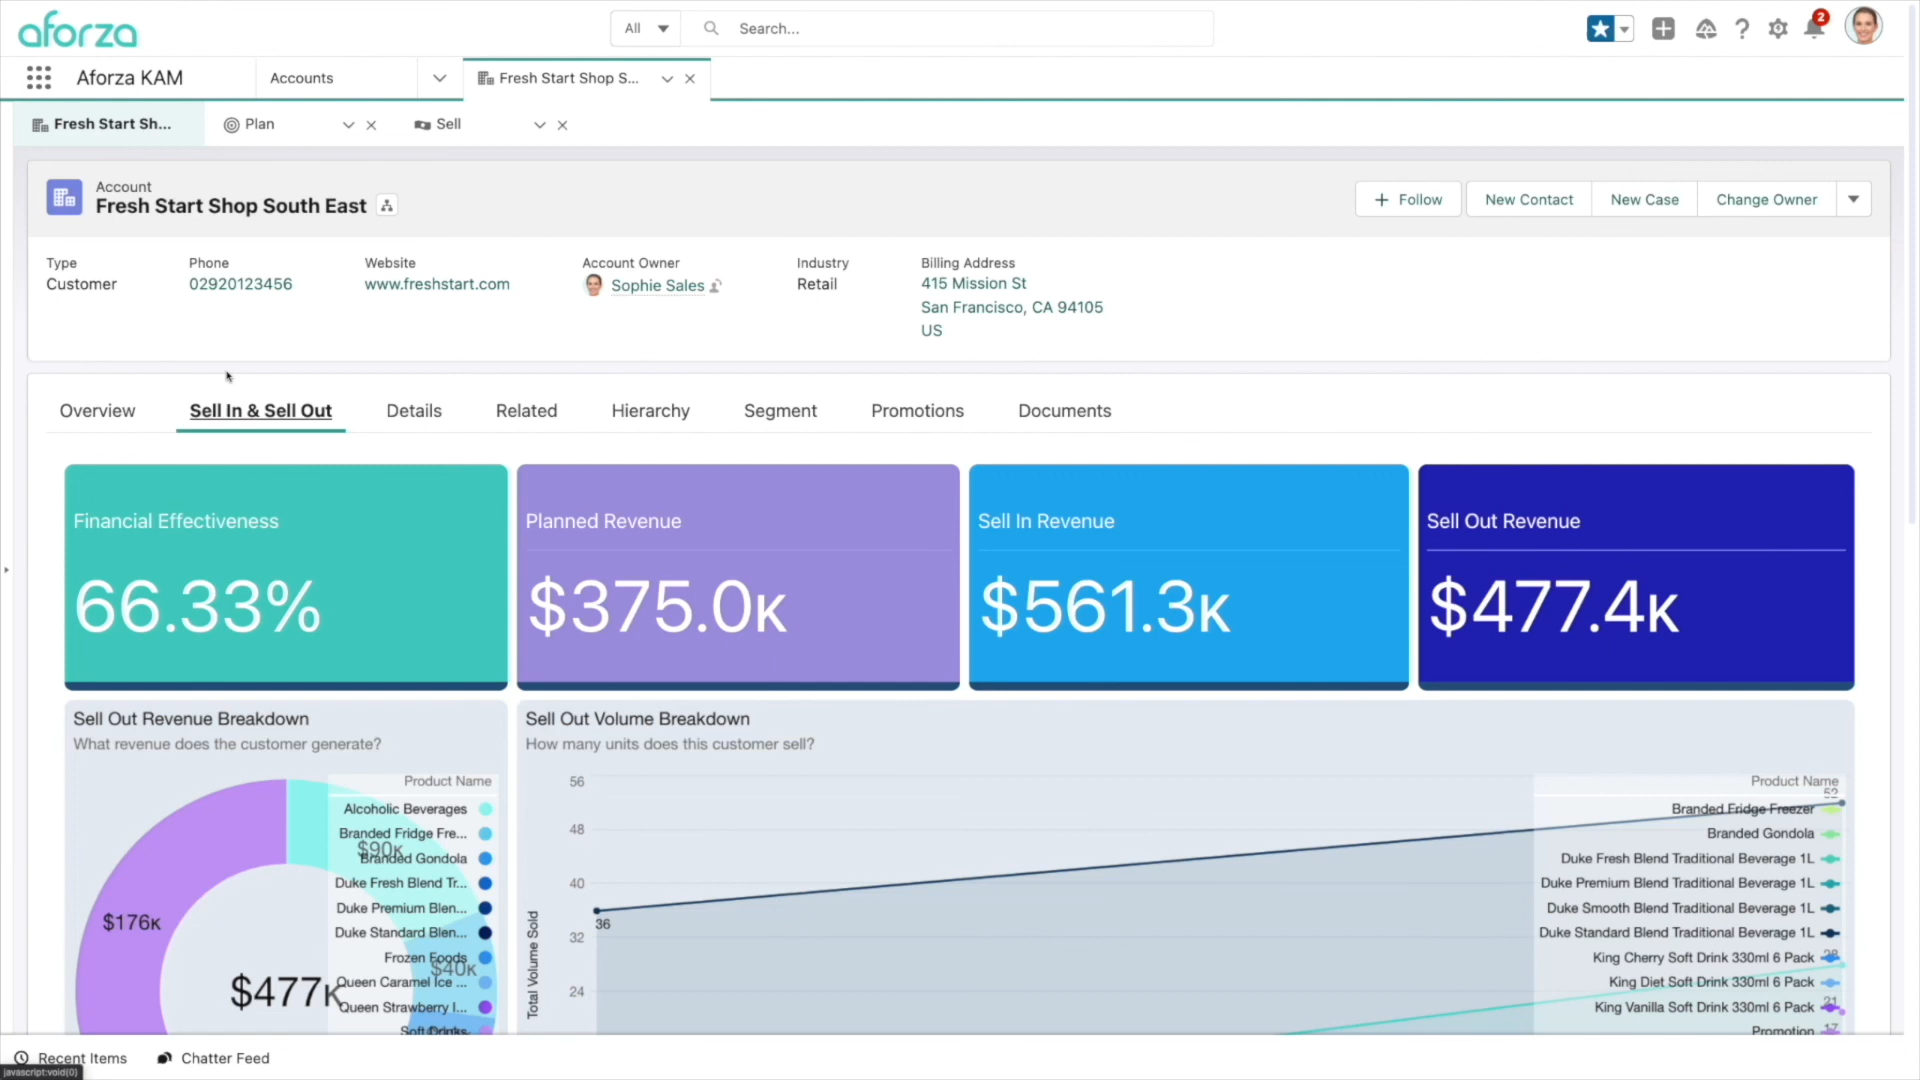 aforza
All
Search...
2
Aforza KAM
Accounts
Fresh Start Shop S...
Fresh Start Sh...
Plan
Sell
Account
Fresh Start Shop South East
Follow
New Contact
New Case
Change Owner
Type
Phone
Website
Account Owner
Industry
Billing Address
Customer
02920123456
www.freshstart.com
Sophie Sales
Retail
415 Mission St
San Francisco, CA 94105
US
Overview
Sell In & Sell Out
Details
Related
Hierarchy
Segment
Promotions
Documents
Financial Effectiveness
66.33%
Planned Revenue
$375.0K
Sell In Revenue
$561.3K
Sell Out Revenue
$477.4K
Sell Out Revenue Breakdown
What revenue does the customer generate?
Product Name
Alcoholic Beverages
Branded Fridge Fre...
$90K
Branded Gondola
Duke Fresh Blend Tr...
Duke Premium Blen...
$176K
Duke Standard Blen...
Frozen Foods
$40K
Queen Caramel Ice ...
$477K
Queen Strawberry I...
Soft Drinks
Sell Out Volume Breakdown
How many units does this customer sell?
Total Volume Sold
56
48
40
32
24
36
Product Name
52
Branded Fridge Freezer
Branded Gondola
Duke Fresh Blend Traditional Beverage 1L
Duke Premium Blend Traditional Beverage 1L
Duke Smooth Blend Traditional Beverage 1L
Duke Standard Blend Traditional Beverage 1L
King Cherry Soft Drink 330ml 6 Pack
28
King Diet Soft Drink 330ml 6 Pack
21
King Vanilla Soft Drink 330ml 6 Pack
Promotion
17
Recent Items
Chatter Feed
javascript:void(0)